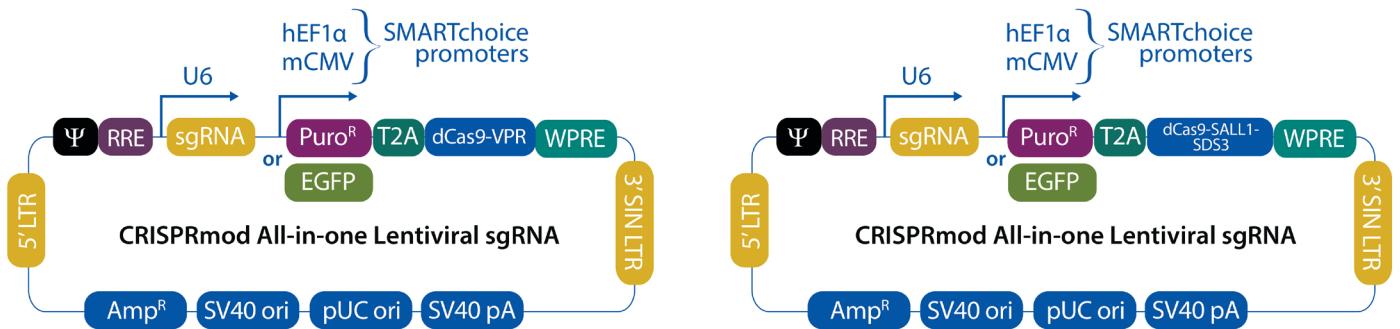 hEF1α
mCMV
SMARTchoice
promoters
U6
Ψ
RRE
sgRNA
or
Puroᴿ
T2A
dCas9-VPR
WPRE
EGFP
5’ LTR
3’ SIN LTR
CRISPRmod All-in-one Lentiviral sgRNA
Ampᴿ
SV40 ori
pUC ori
SV40 pA
hEF1α
mCMV
SMARTchoice
promoters
U6
Ψ
RRE
sgRNA
or
Puroᴿ
T2A
dCas9-SALL1-
SDS3
WPRE
EGFP
5’ LTR
3’ SIN LTR
CRISPRmod All-in-one Lentiviral sgRNA
Ampᴿ
SV40 ori
pUC ori
SV40 pA